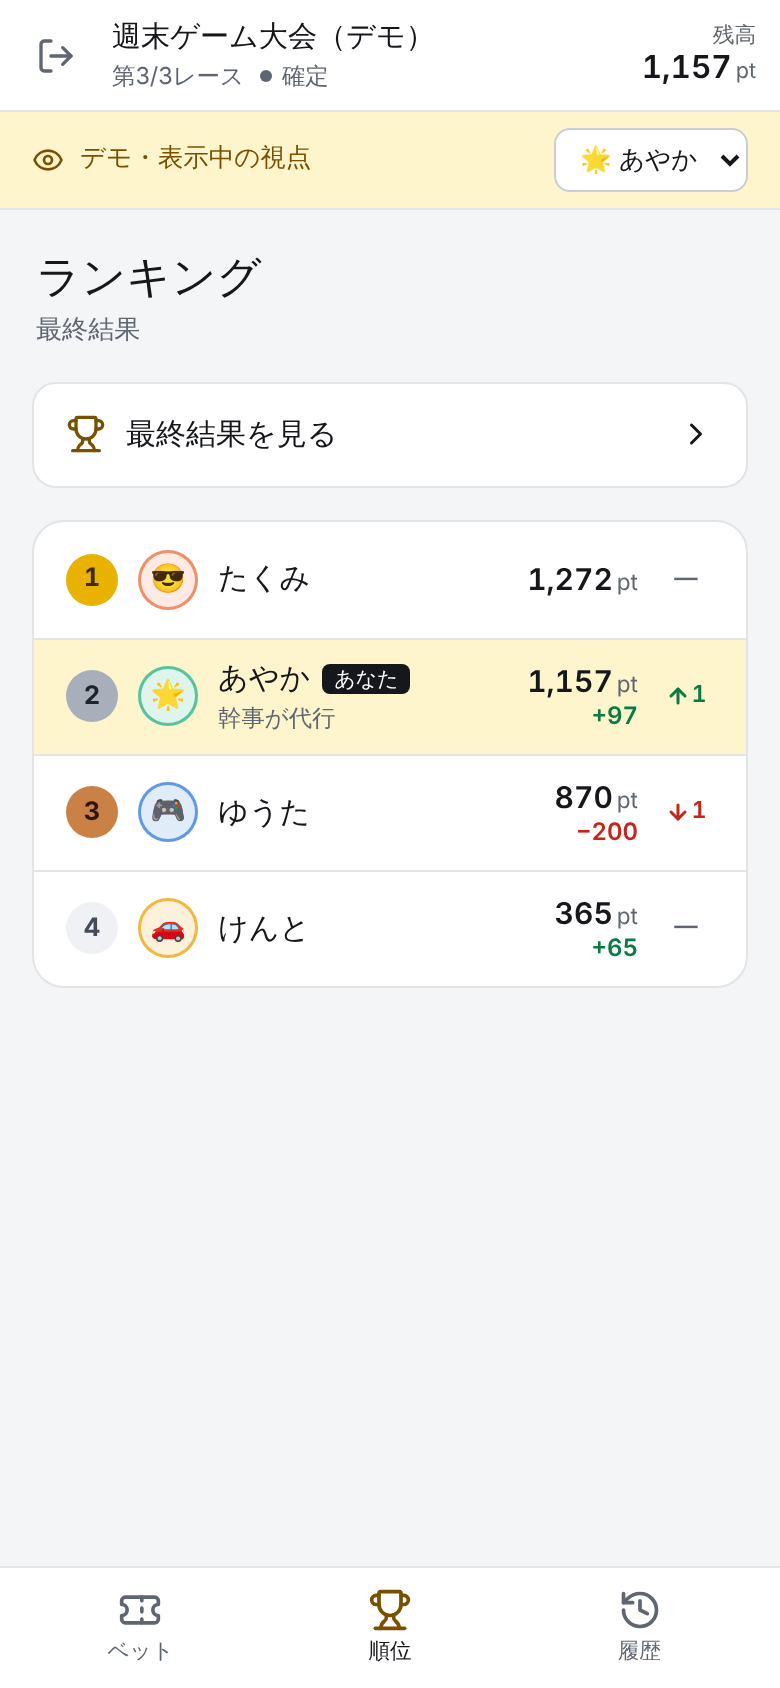 週末ゲーム大会（デモ）
第3/3レース ● 確定
残高
1,157 pt
デモ・表示中の視点
🌟 あやか
ランキング
最終結果
最終結果を見る
1 😎 たくみ 1,272 pt —
2 🌟 あやか あなた 1,157 pt ↑1
幹事が代行 +97
3 🎮 ゆうた 870 pt ↓1
−200
4 🚗 けんと 365 pt —
+65
ベット 順位 履歴